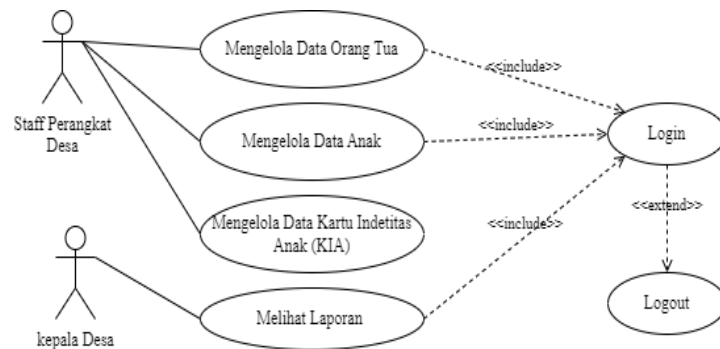 Mengelola Data Orang Tua
<<include>>
Staff Perangkat
Desa
Mengelola Data Anak
<<include>>
Login
Mengelola Data Kartu Indetitas
Anak (KIA)
<<include>>
<<extend>>
kepala Desa
Melihat Laporan
Logout